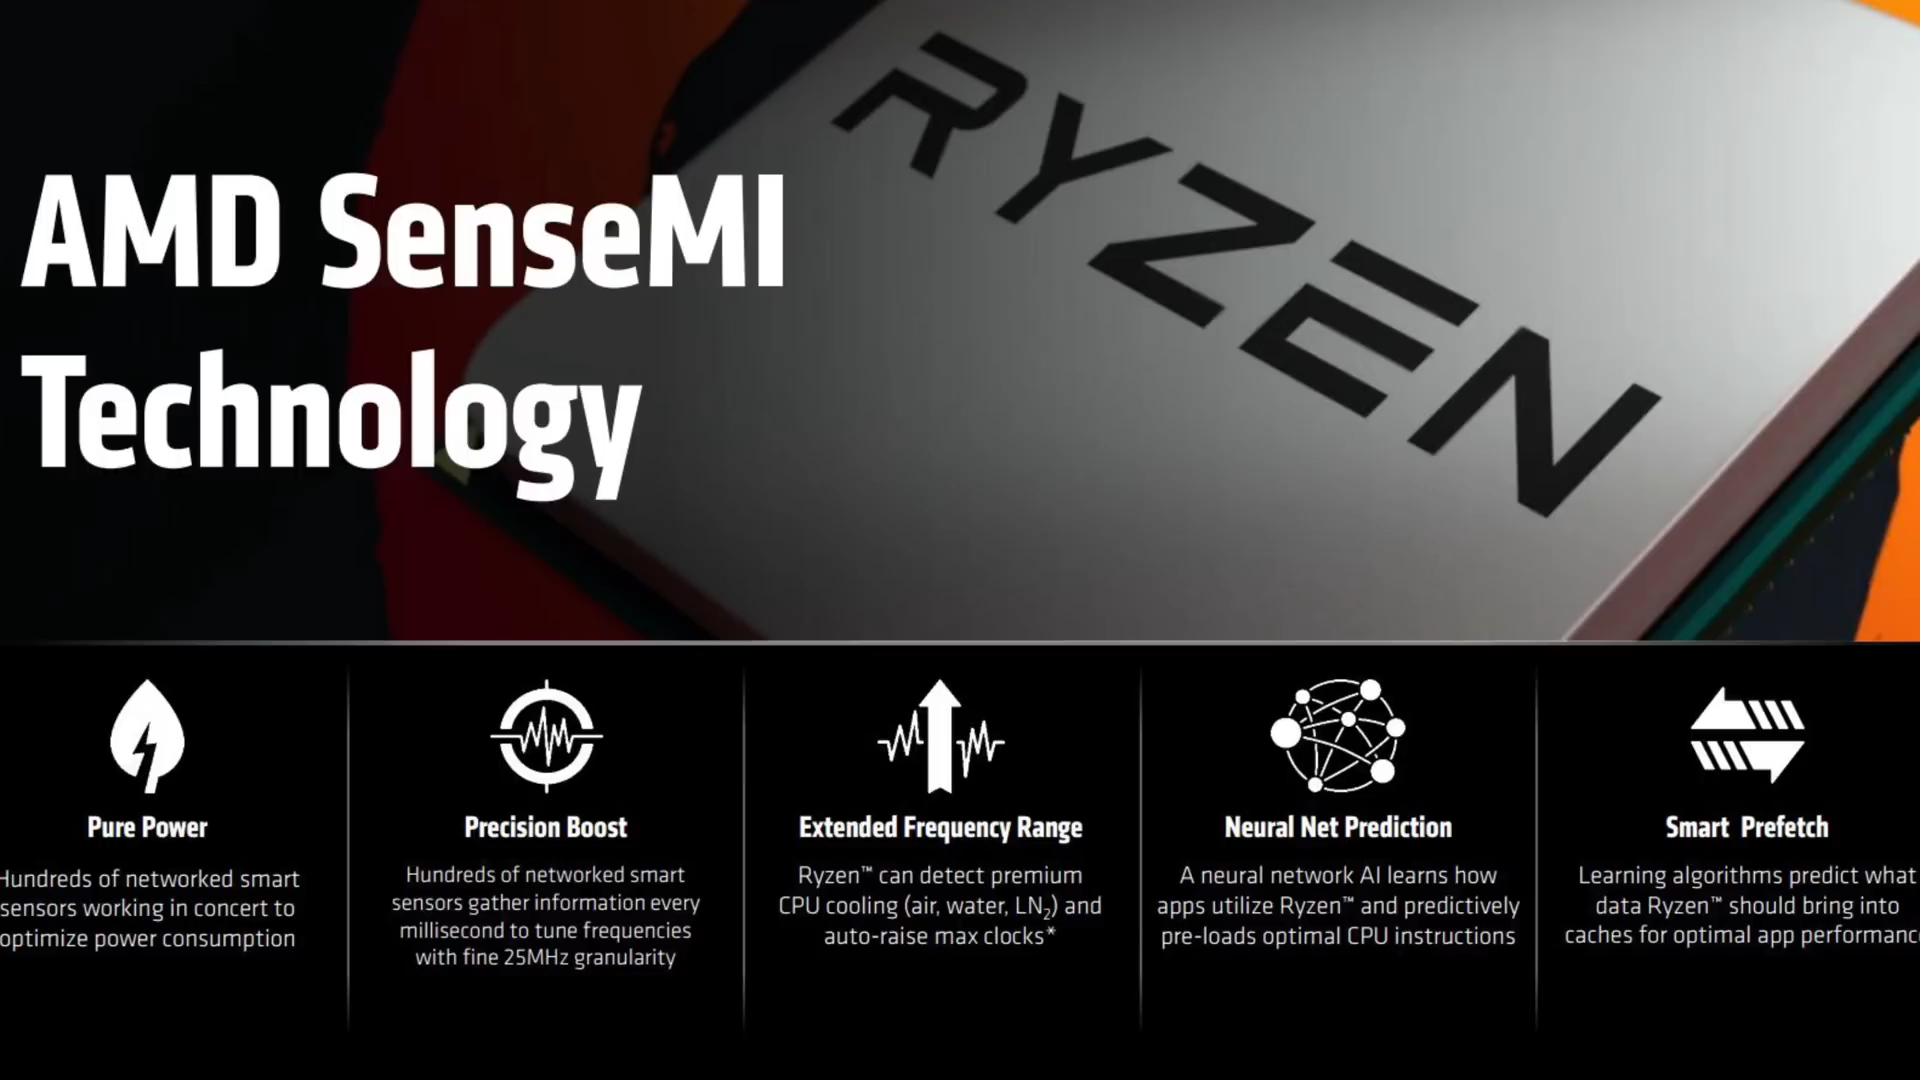 RYZEN
AMD SenseMI
Technology
Pure Power
Hundreds of networked smart
sensors working in concert to
optimize power consumption
Precision Boost
Hundreds of networked smart
sensors gather information every
millisecond to tune frequencies
with fine 25MHz granularity
Extended Frequency Range
Ryzen™ can detect premium
CPU cooling (air, water, LN₂) and
auto-raise max clocks*
Neural Net Prediction
A neural network AI learns how
apps utilize Ryzen™ and predictively
pre-loads optimal CPU instructions
Smart Prefetch
Learning algorithms predict what
data Ryzen™ should bring into
caches for optimal app performance